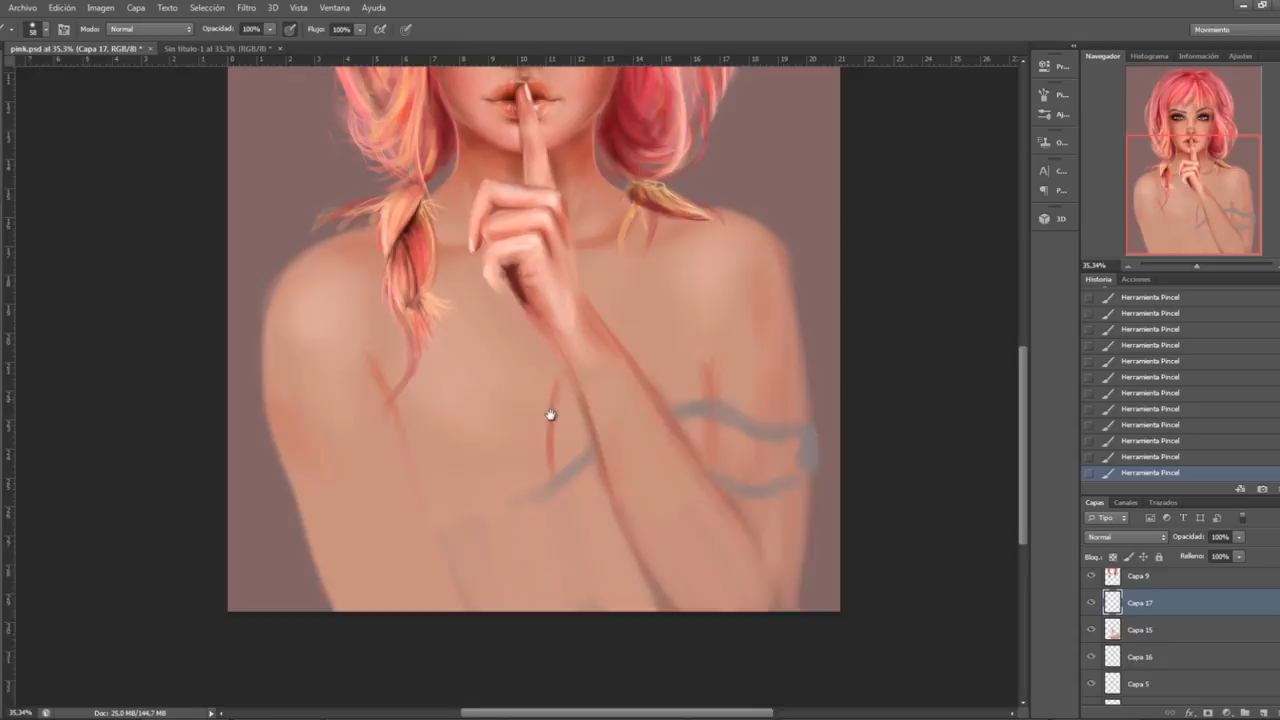 Archivo Edición Imagen Capa Texto Selección Filtro 3D Vista Ventana Ayuda
58 Modo: Normal Opacidad: 100% Flujo: 100% Movimiento
pink.psd al 35,3% (Capa 17, RGB/8) * × Sin título-1 al 33,3% (RGB/8) * ×
Navegador Histograma Información Ajustes
Pr...
Pi...
Aj...
O...
C...
P...
3D
35,34%
Historia Acciones
Herramienta Pincel
Herramienta Pincel
Herramienta Pincel
Herramienta Pincel
Herramienta Pincel
Herramienta Pincel
Herramienta Pincel
Herramienta Pincel
Herramienta Pincel
Herramienta Pincel
Herramienta Pincel
Herramienta Pincel
Capas Canales Trazados
Tipo
Normal Opacidad: 100%
Bloq.: Relleno: 100%
Capa 9
Capa 17
Capa 15
Capa 16
Capa 5
35,34% Doc: 25,0 MB/144,7 MB